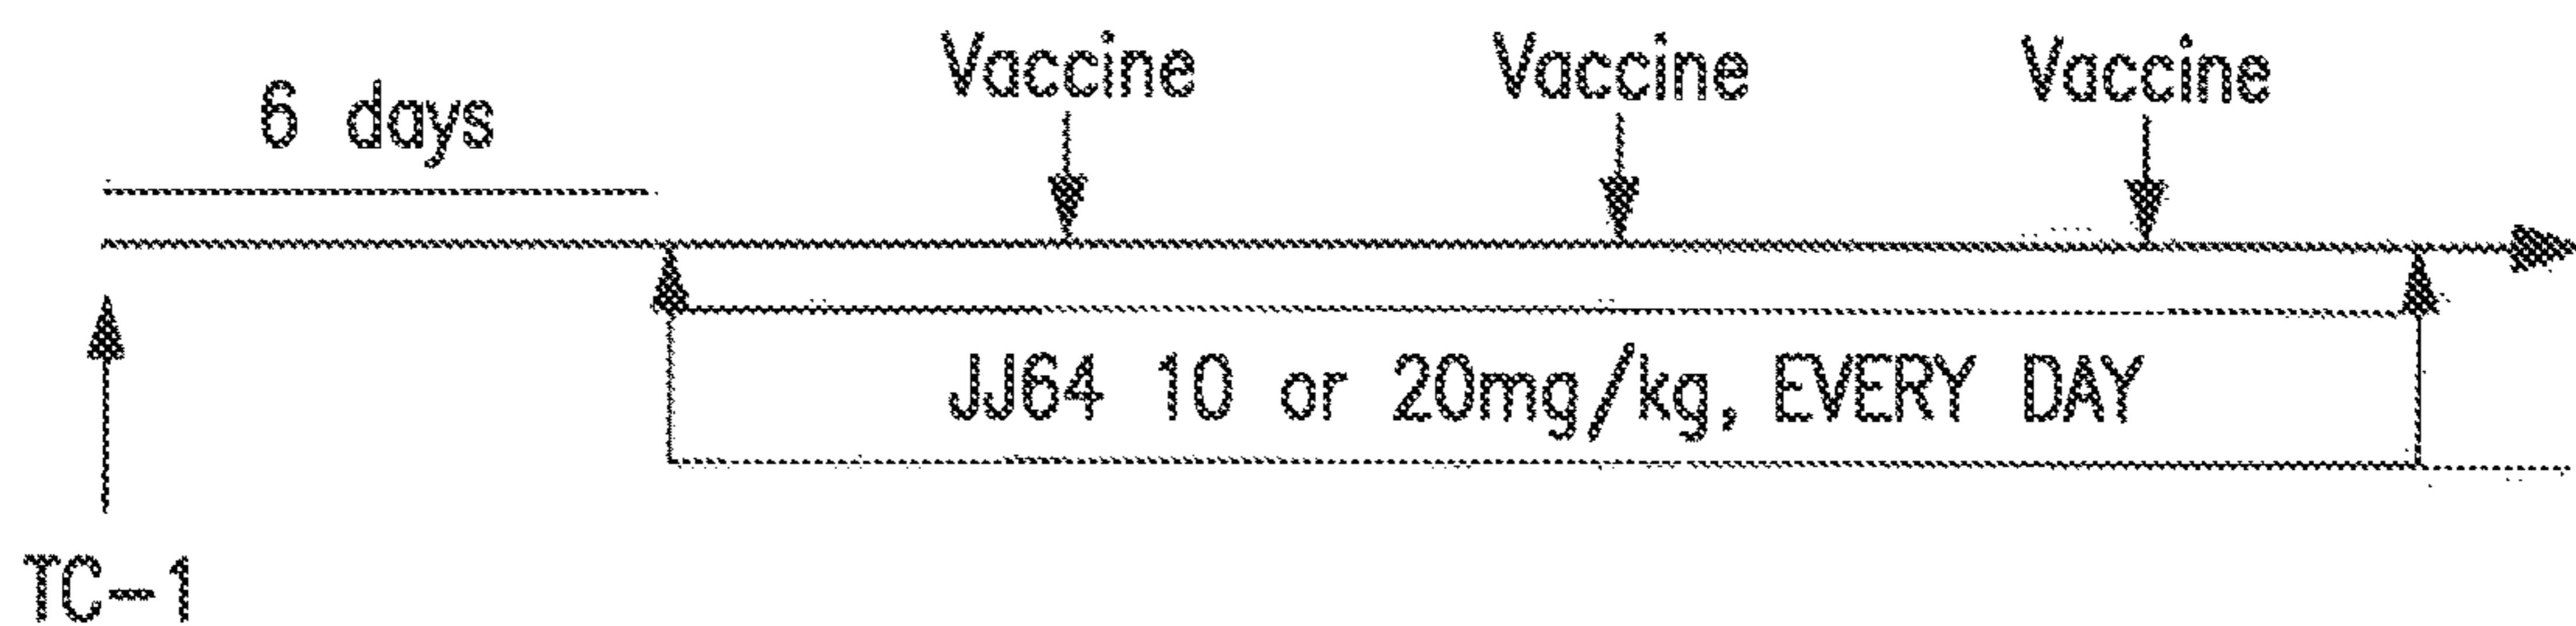 Vaccine Vaccine Vaccine
6 days
JJ64 10 or 20mg/kg, EVERY DAY
TC-1